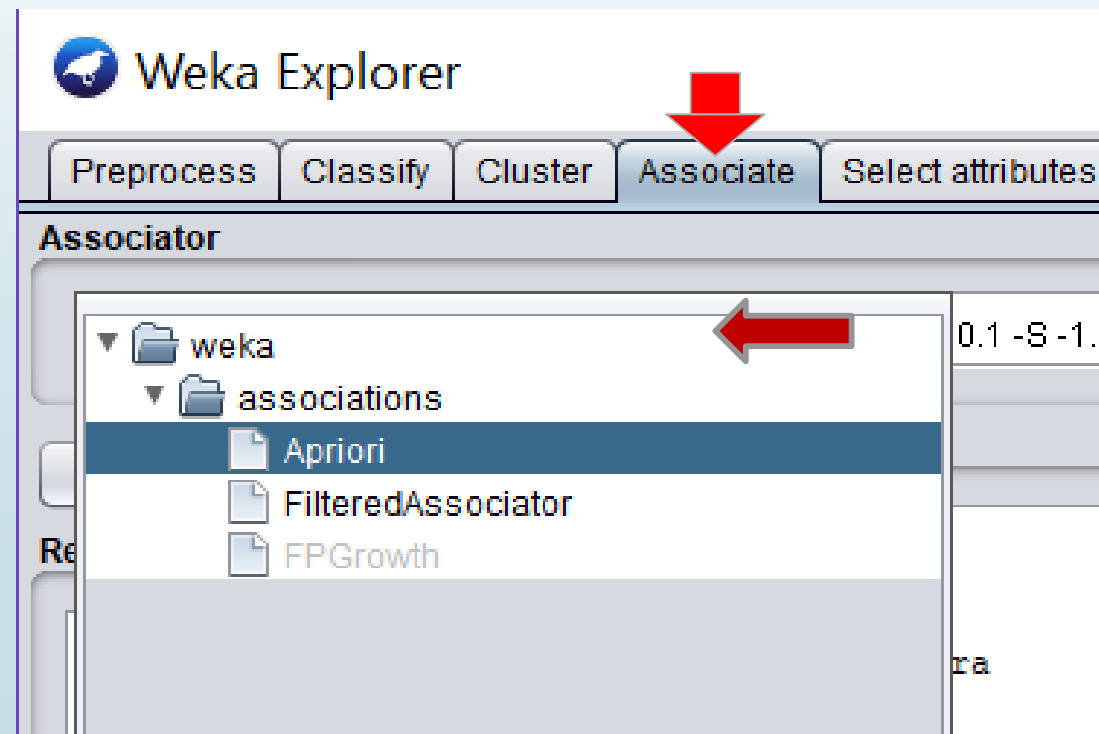 Weka Explorer
Preprocess Classify Cluster Associate Select attributes
Associator
weka
0.1 -S -1.
associations
Apriori
FilteredAssociator
Re
FPGrowth
ra